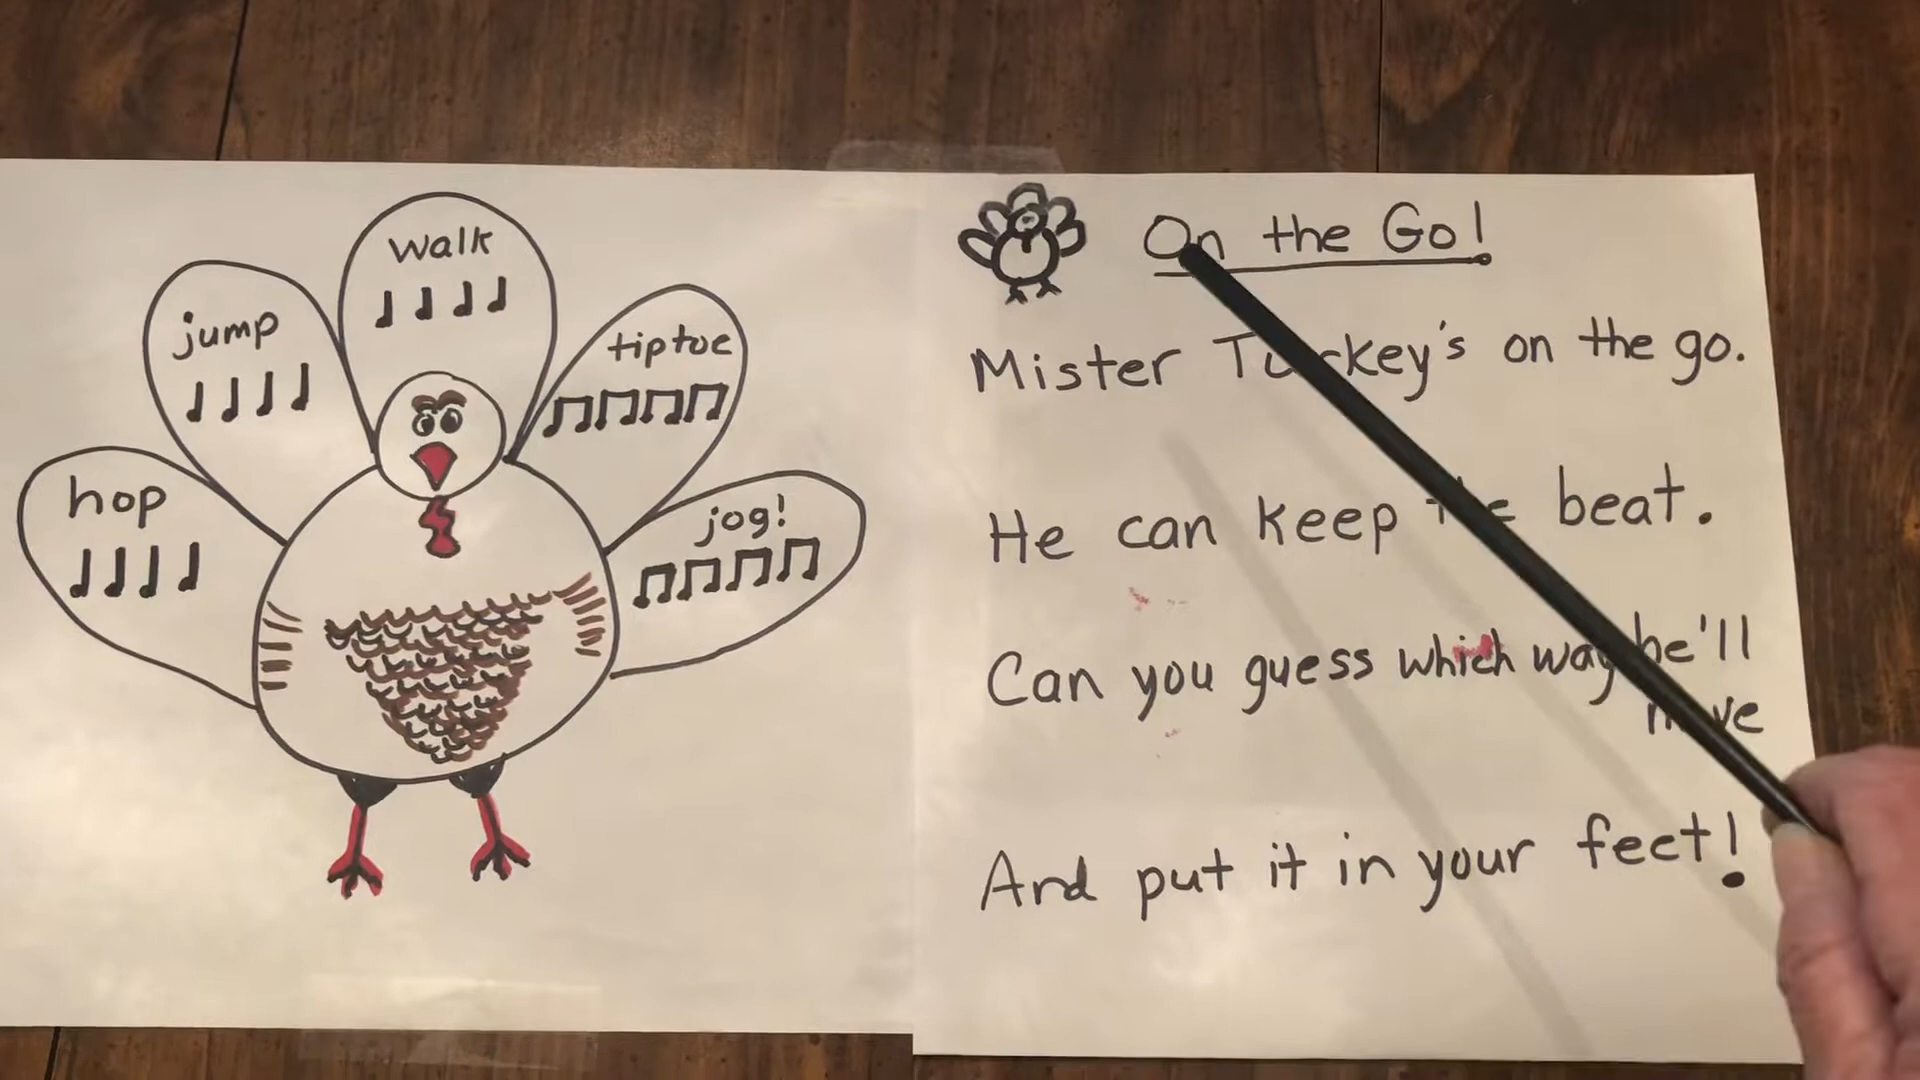 walk
jump
tiptoe
hop
jog!
On the Go!
Mister Turkey's on the go.
He can keep the beat.
Can you guess which way he'll
move
And put it in your feet!